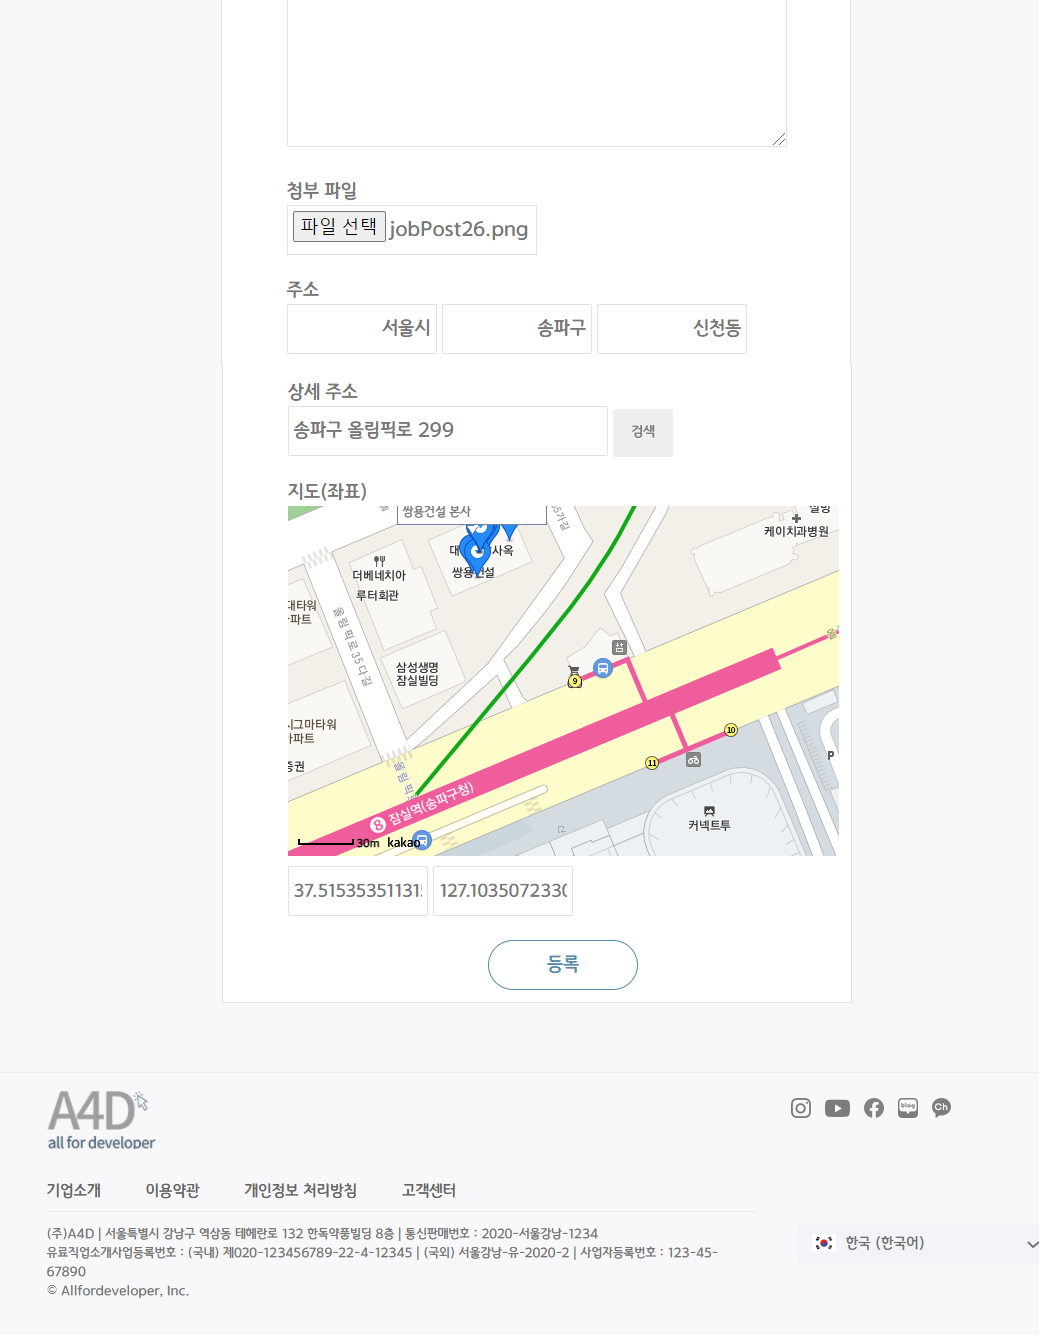 첨부 파일
파일 선택 jobPost26.png
주소
서울시 송파구 신천동
상세 주소
송파구 올림픽로 299 검색
지도(좌표)
쌍용건설 본사
케이치과병원
더베네치아
루터회관
쌍용건설
대타워
파트
올림픽로35다길
삼성생명
잠실빌딩
시그마타워
파트
증권
9
10
11
P
8 잠실역(송파구청)
커넥트투
30m kakao
37.515353511315 127.1035072330
등록
A4D
all for developer
blog
Ch
기업소개 이용약관 개인정보 처리방침 고객센터
(주)A4D | 서울특별시 강남구 역삼동 테헤란로 132 한독약품빌딩 8층 | 통신판매번호 : 2020-서울강남-1234
유료직업소개사업등록번호 : (국내) 제020-123456789-22-4-12345 | (국외) 서울강남-유-2020-2 | 사업자등록번호 : 123-45-
67890
© Allfordeveloper, Inc.
한국 (한국어)